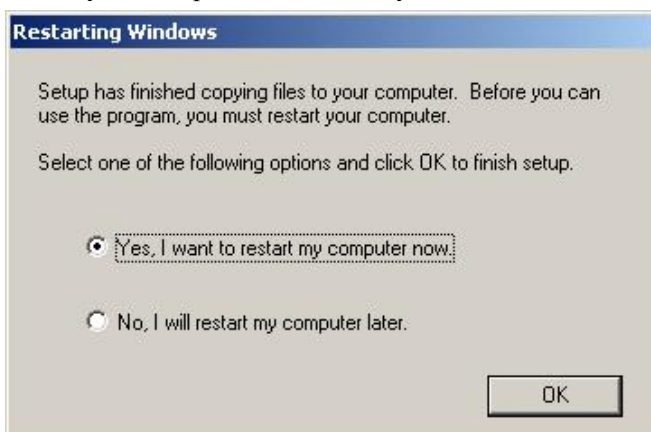 Restarting Windows
Setup has finished copying files to your computer.  Before you can
use the program, you must restart your computer.
Select one of the following options and click OK to finish setup.
Yes, I want to restart my computer now.
No, I will restart my computer later.
OK